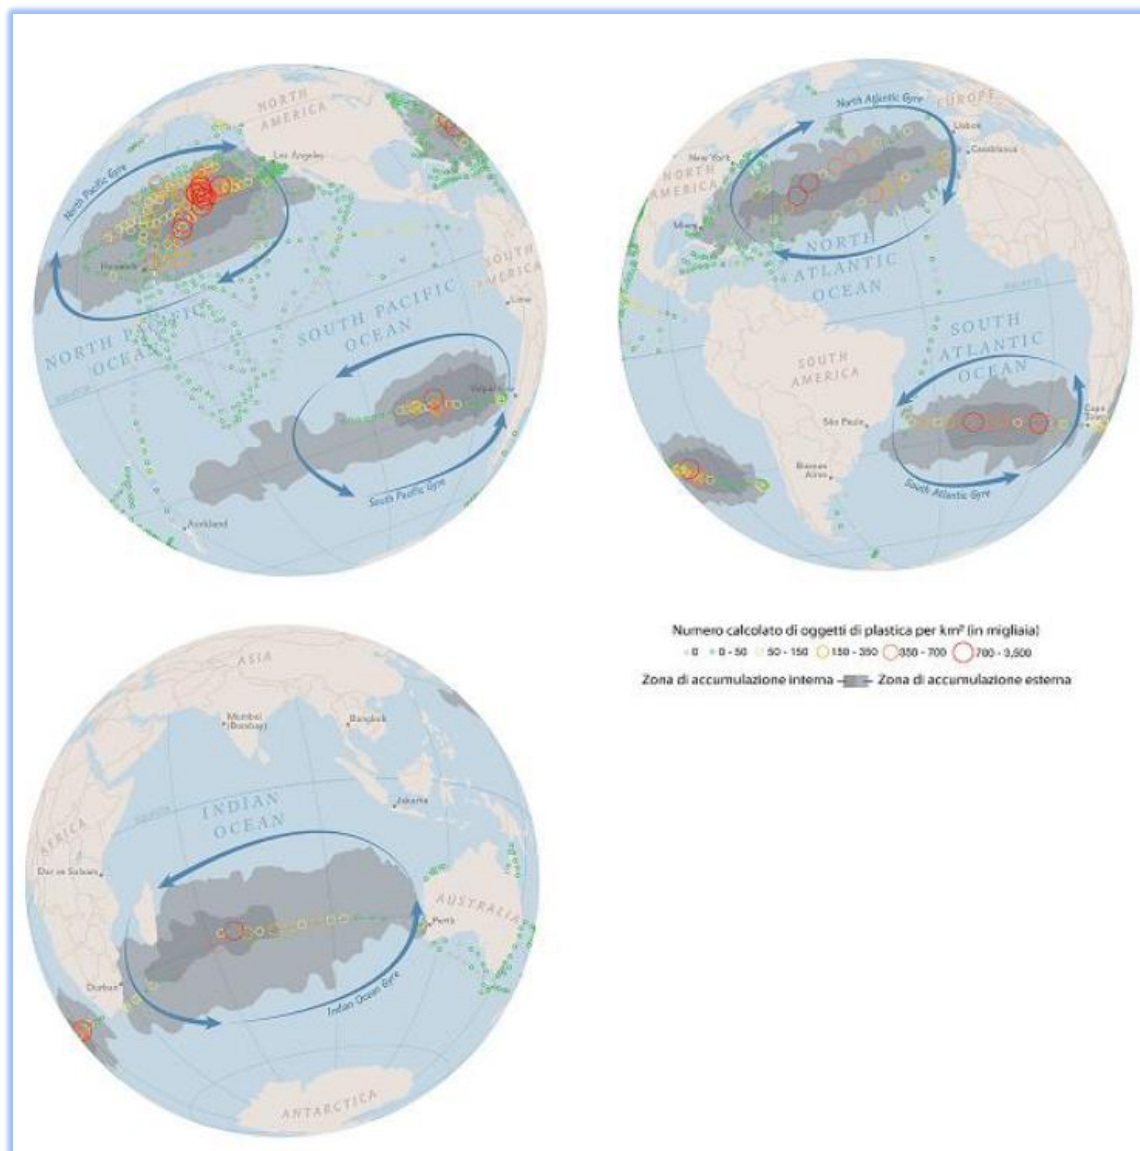 NORTH
AMERICA
Los Angeles
North Pacific Gyre
Honolulu
NORTH PACIFIC
OCEAN
SOUTH PACIFIC
OCEAN
SOUTH
AMERICA
Lima
EQUATOR
Valparaíso
South Pacific Gyre
Auckland
North Atlantic Gyre
EUROPE
Lisbon
Casablanca
New York
NORTH
AMERICA
Miami
NORTH
ATLANTIC
OCEAN
EQUATOR
SOUTH
AMERICA
SOUTH
ATLANTIC
OCEAN
São Paulo
Cape
Town
Buenos
Aires
South Atlantic Gyre
Numero calcolato di oggetti di plastica per km² (in migliaia)
0 0 - 50 50 - 150 150 - 350 350 - 700 700 - 3,500
Zona di accumulazione interna Zona di accumulazione esterna
ASIA
Mumbai
(Bombay)
Bangkok
EQUATOR
INDIAN
OCEAN
Jakarta
AFRICA
Dar es Salaam
AUSTRALIA
Perth
Durban
Indian Ocean Gyre
ANTARCTICA